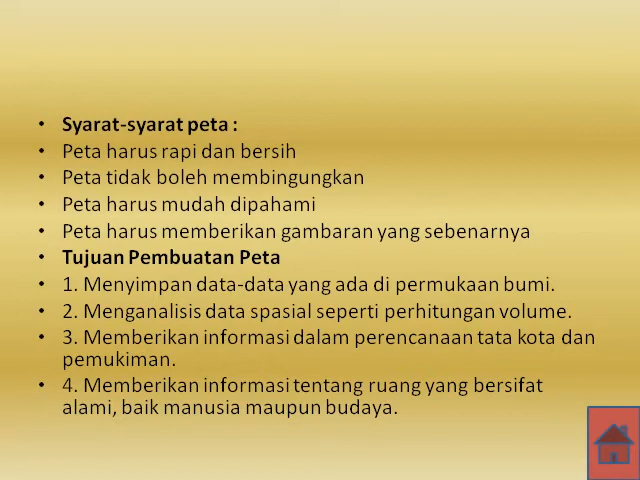 • Syarat-syarat peta :
• Peta harus rapi dan bersih
• Peta tidak boleh membingungkan
• Peta harus mudah dipahami
• Peta harus memberikan gambaran yang sebenarnya
• Tujuan Pembuatan Peta
• 1. Menyimpan data-data yang ada di permukaan bumi.
• 2. Menganalisis data spasial seperti perhitungan volume.
• 3. Memberikan informasi dalam perencanaan tata kota dan
pemukiman.
• 4. Memberikan informasi tentang ruang yang bersifat
alami, baik manusia maupun budaya.